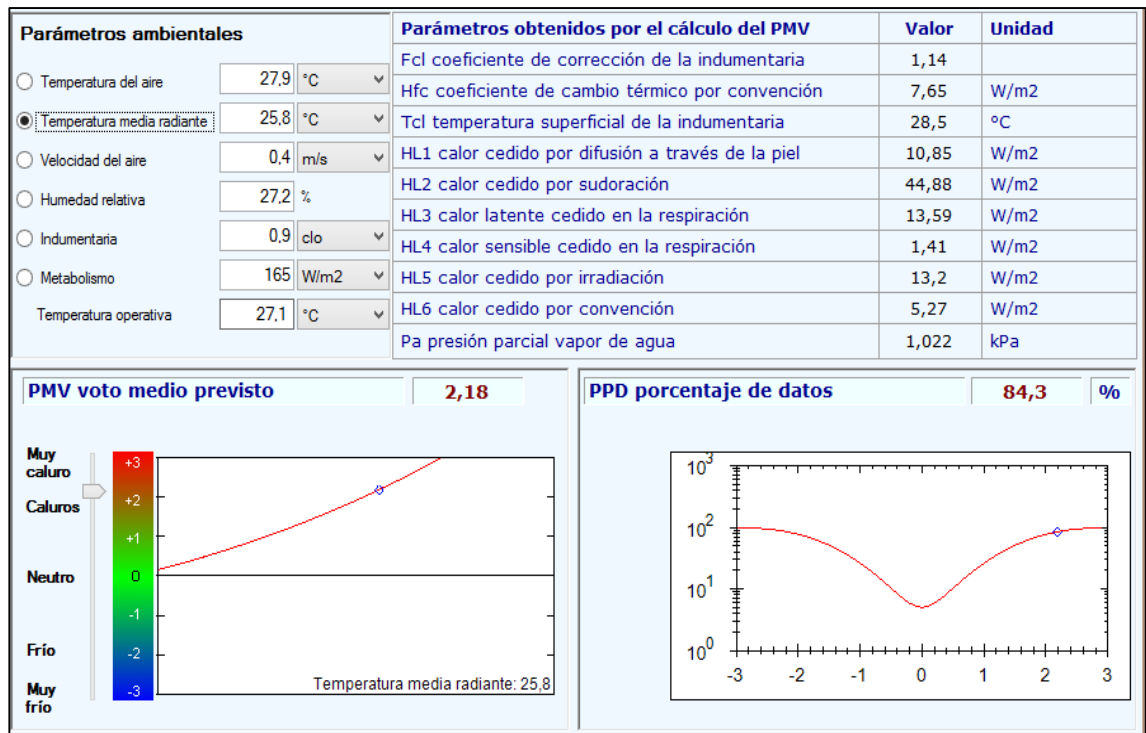 Parámetros ambientales
Temperatura del aire 27,9 °C
Temperatura media radiante 25,8 °C
Velocidad del aire 0,4 m/s
Humedad relativa 27,2 %
Indumentaria 0,9 clo
Metabolismo 165 W/m2
Temperatura operativa 27,1 °C
Parámetros obtenidos por el cálculo del PMV Valor Unidad
Fcl coeficiente de corrección de la indumentaria 1,14
Hfc coeficiente de cambio térmico por convención 7,65 W/m2
Tcl temperatura superficial de la indumentaria 28,5 °C
HL1 calor cedido por difusión a través de la piel 10,85 W/m2
HL2 calor cedido por sudoración 44,88 W/m2
HL3 calor latente cedido en la respiración 13,59 W/m2
HL4 calor sensible cedido en la respiración 1,41 W/m2
HL5 calor cedido por irradiación 13,2 W/m2
HL6 calor cedido por convención 5,27 W/m2
Pa presión parcial vapor de agua 1,022 kPa
PMV voto medio previsto 2,18
Muy
caluro
Caluros
Neutro
Frío
Muy
frío
+3
+2
+1
0
-1
-2
-3
Temperatura media radiante: 25,8
PPD porcentaje de datos 84,3 %
10³
10²
10¹
10⁰
-3 -2 -1 0 1 2 3